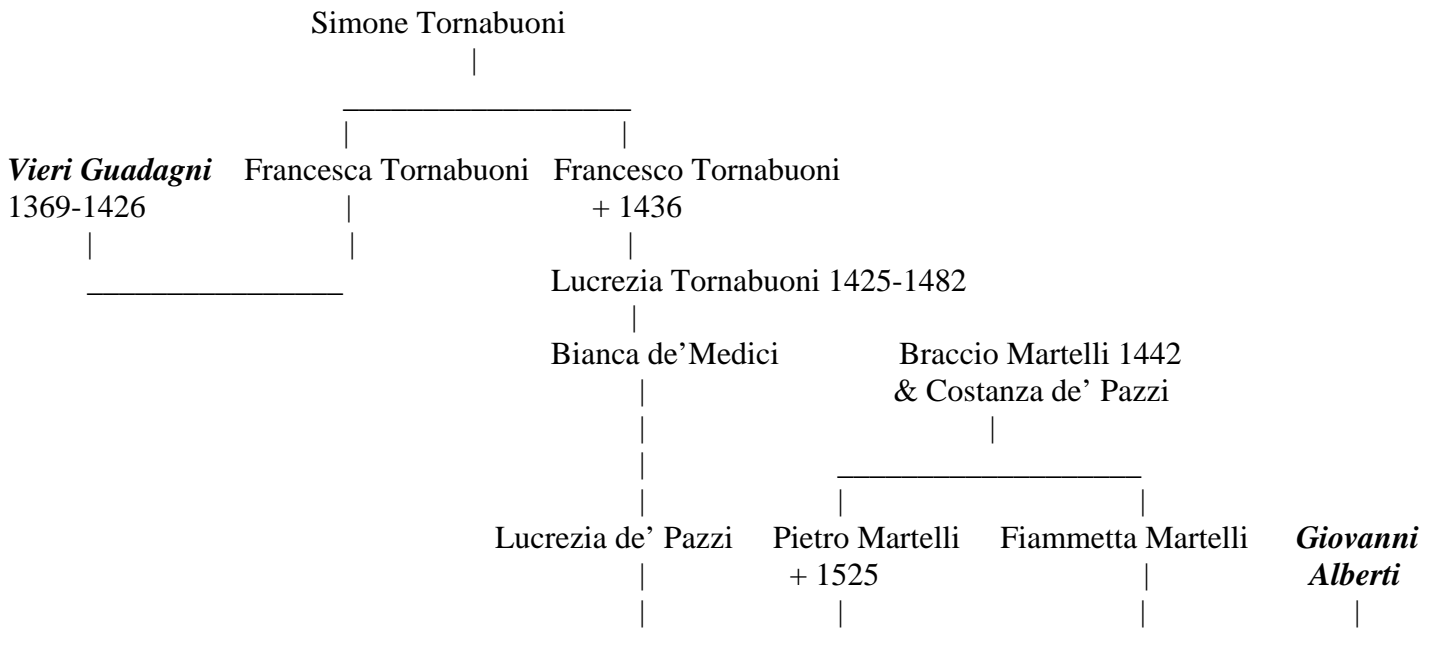 Simone Tornabuoni
Vieri Guadagni Francesca Tornabuoni Francesco Tornabuoni
1369-1426 + 1436
Lucrezia Tornabuoni 1425-1482
Bianca de’Medici Braccio Martelli 1442
& Costanza de’ Pazzi
Lucrezia de’ Pazzi Pietro Martelli Fiammetta Martelli Giovanni
+ 1525 Alberti